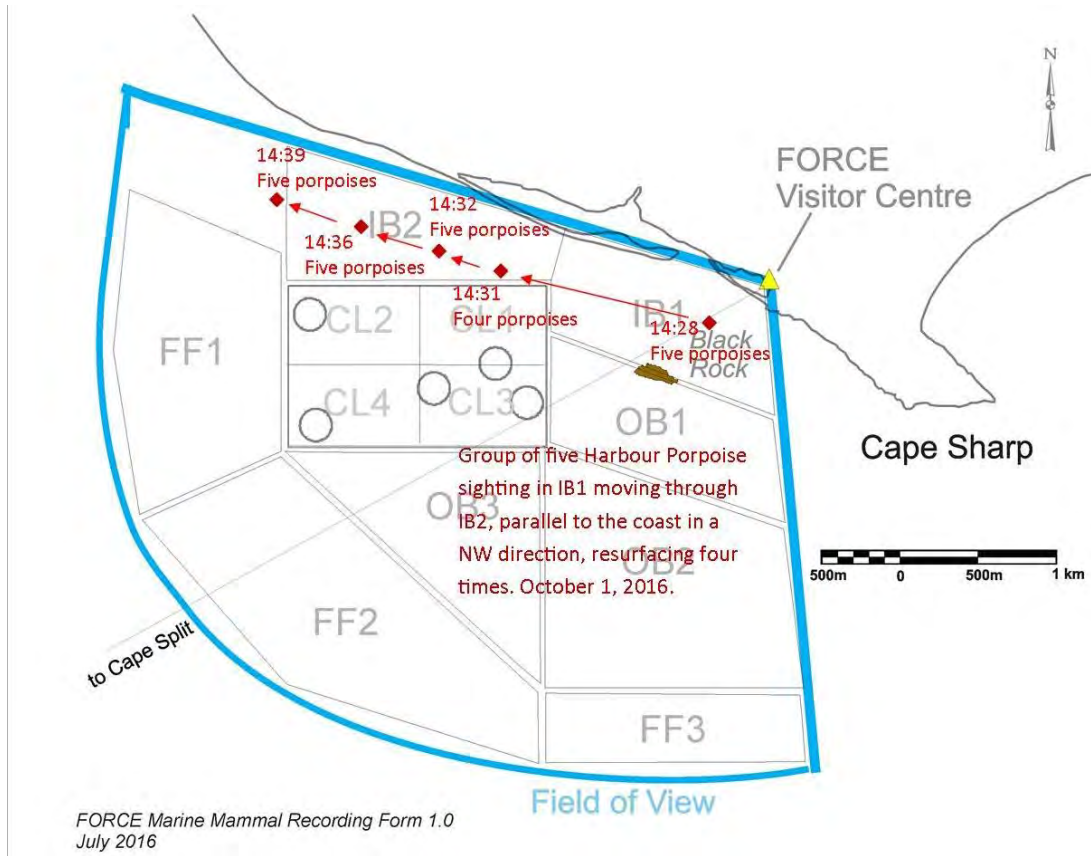 N
FORCE
Visitor Centre
14:39
Five porpoises
14:32
Five porpoises
IB2
14:36
Five porpoises
14:31
Four porpoises
IB1
14:28
Five porpoises
Black
Rock
CL2
CL1
FF1
CL4
CL3
OB1
Cape Sharp
Group of five Harbour Porpoise
sighting in IB1 moving through
IB2, parallel to the coast in a
NW direction, resurfacing four
times. October 1, 2016.
OB3
OB2
500m
0
500m
1 km
FF2
to Cape Split
FF3
Field of View
FORCE Marine Mammal Recording Form 1.0
July 2016